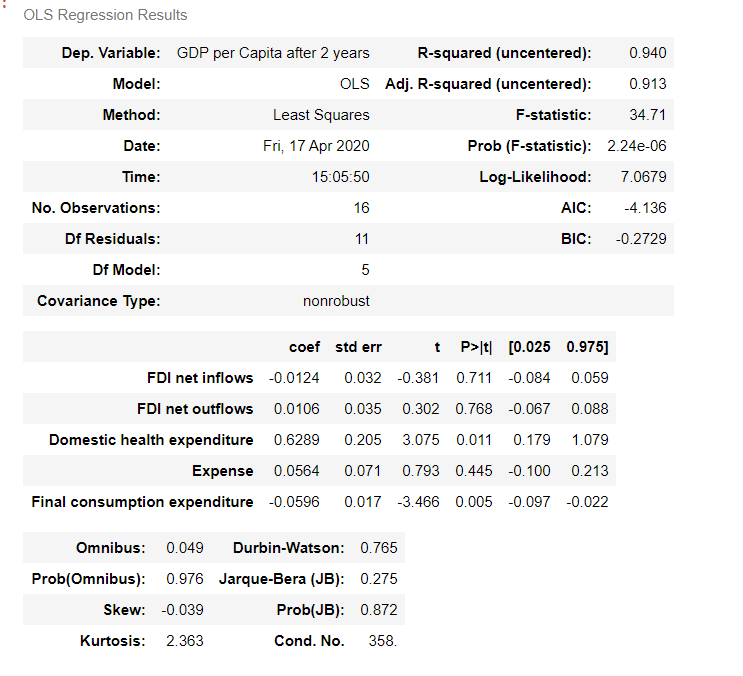 OLS Regression Results
Dep. Variable: GDP per Capita after 2 years R-squared (uncentered): 0.940
Model: OLS Adj. R-squared (uncentered): 0.913
Method: Least Squares F-statistic: 34.71
Date: Fri, 17 Apr 2020 Prob (F-statistic): 2.24e-06
Time: 15:05:50 Log-Likelihood: 7.0679
No. Observations: 16 AIC: -4.136
Df Residuals: 11 BIC: -0.2729
Df Model: 5
Covariance Type: nonrobust
coef std err t P>|t| [0.025 0.975]
FDI net inflows -0.0124 0.032 -0.381 0.711 -0.084 0.059
FDI net outflows 0.0106 0.035 0.302 0.768 -0.067 0.088
Domestic health expenditure 0.6289 0.205 3.075 0.011 0.179 1.079
Expense 0.0564 0.071 0.793 0.445 -0.100 0.213
Final consumption expenditure -0.0596 0.017 -3.466 0.005 -0.097 -0.022
Omnibus: 0.049 Durbin-Watson: 0.765
Prob(Omnibus): 0.976 Jarque-Bera (JB): 0.275
Skew: -0.039 Prob(JB): 0.872
Kurtosis: 2.363 Cond. No. 358.